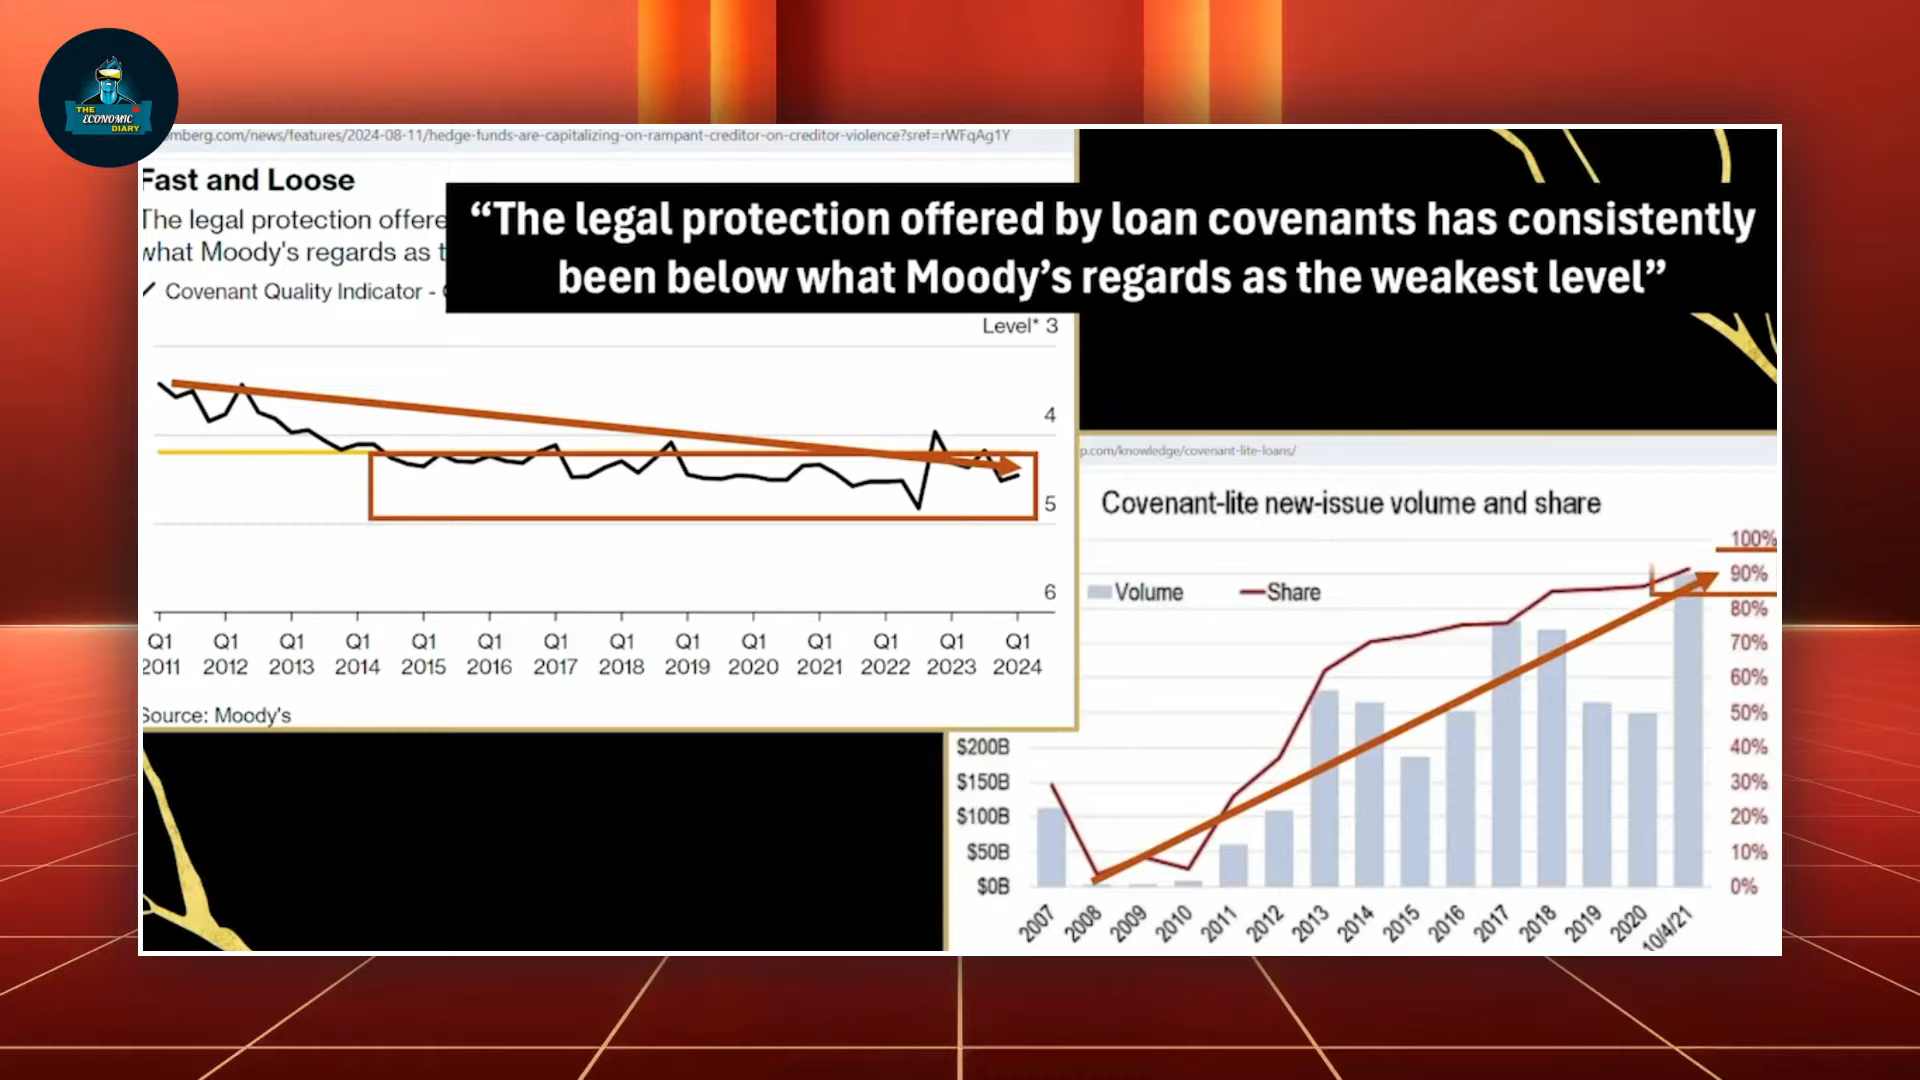 THE
ECONOMIC
DIARY
mberg.com/news/features/2024-08-11/hedge-funds-are-capitalizing-on-rampant-creditor-on-creditor-violence?sref=rWFqAg1Y
Fast and Loose
The legal protection offere
what Moody's regards as t
“The legal protection offered by loan covenants has consistently
been below what Moody’s regards as the weakest level”
Covenant Quality Indicator -
Level* 3
4
5
6
Q1 Q1 Q1 Q1 Q1 Q1 Q1 Q1 Q1 Q1 Q1 Q1 Q1 Q1
2011 2012 2013 2014 2015 2016 2017 2018 2019 2020 2021 2022 2023 2024
Source: Moody's
p.com/knowledge/covenant-lite-loans/
Covenant-lite new-issue volume and share
Volume Share
100%
90%
80%
70%
60%
50%
$200B 40%
$150B 30%
$100B 20%
$50B 10%
$0B 0%
2007 2008 2009 2010 2011 2012 2013 2014 2015 2016 2017 2018 2019 2020 10/4/21